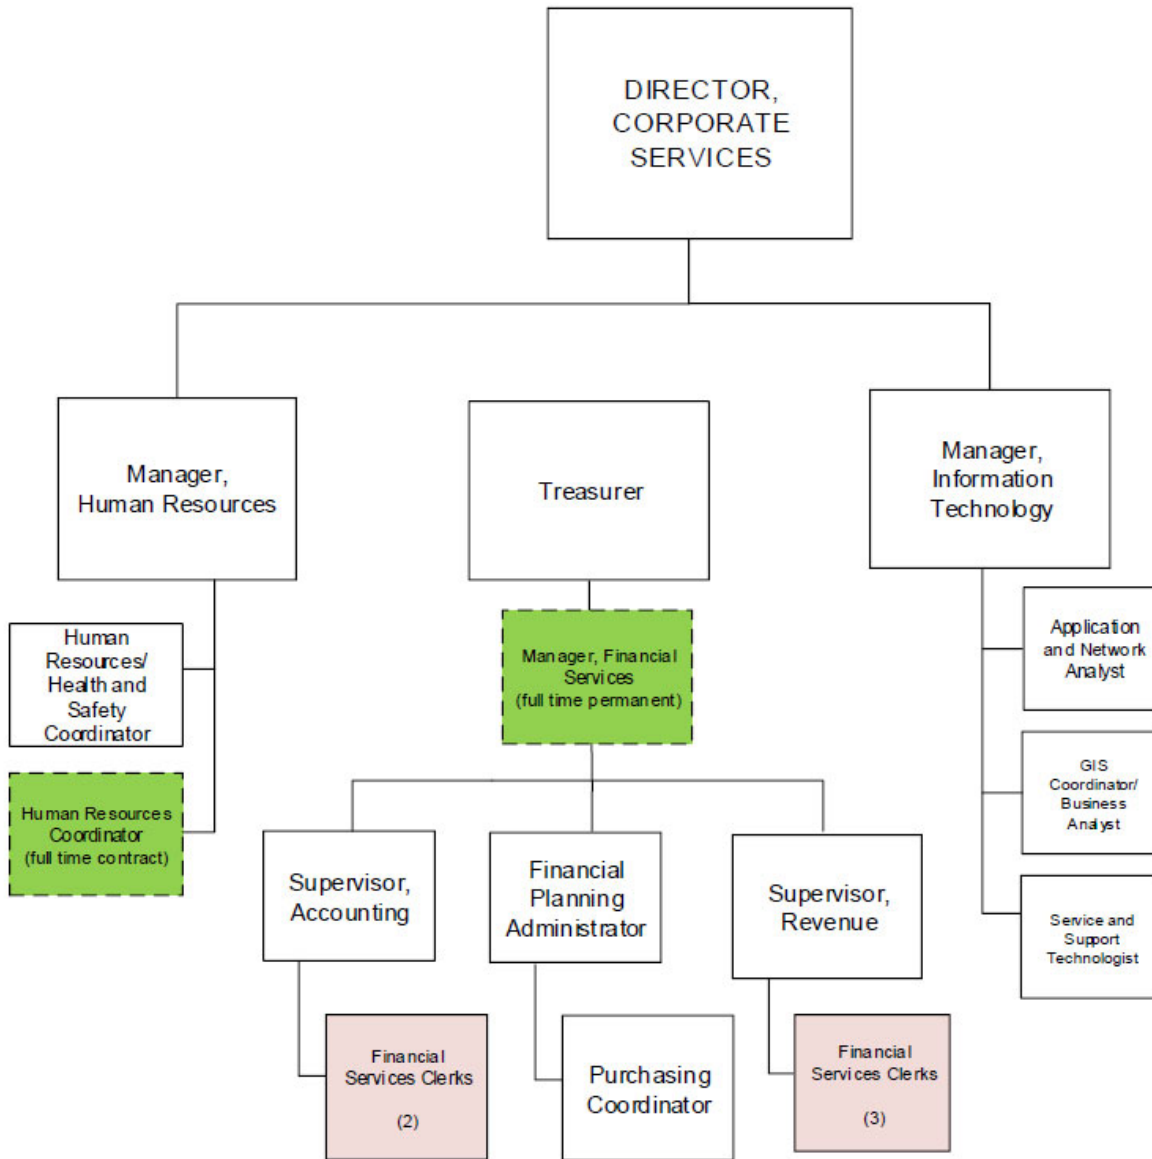 DIRECTOR,
CORPORATE
SERVICES
Manager,
Human Resources
Treasurer
Manager,
Information
Technology
Human
Resources/
Health and
Safety
Coordinator
Human Resources
Coordinator
(full time contract)
Manager, Financial
Services
(full time permanent)
Application
and Network
Analyst
GIS
Coordinator/
Business
Analyst
Service and
Support
Technologist
Supervisor,
Accounting
Financial
Planning
Administrator
Supervisor,
Revenue
Financial
Services Clerks
(2)
Purchasing
Coordinator
Financial
Services Clerks
(3)